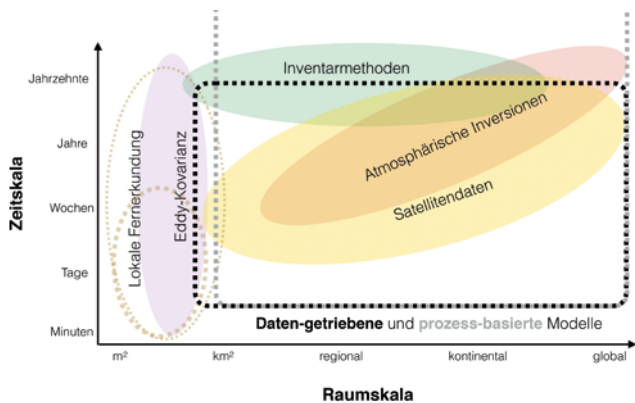 Zeitskala
Jahrzehnte
Jahre
Wochen
Tage
Minuten
Inventarmethoden
Atmosphärische Inversionen
Satellitendaten
Lokale Fernerkundung
Eddy-Kovarianz
Daten-getriebene und prozess-basierte Modelle
m²
km²
regional
kontinental
global
Raumskala